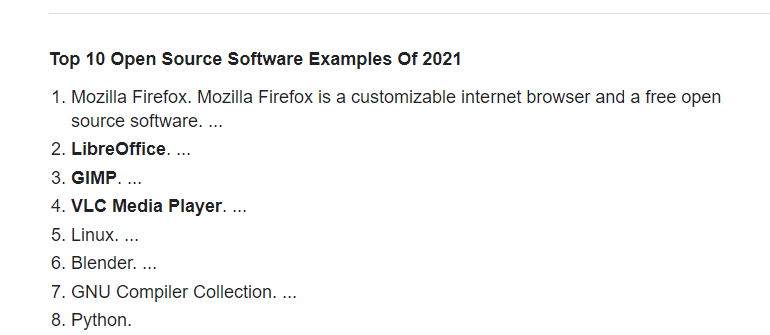 Top 10 Open Source Software Examples Of 2021
1. Mozilla Firefox. Mozilla Firefox is a customizable internet browser and a free open
source software. ...
2. LibreOffice. ...
3. GIMP. ...
4. VLC Media Player. ...
5. Linux. ...
6. Blender. ...
7. GNU Compiler Collection. ...
8. Python.